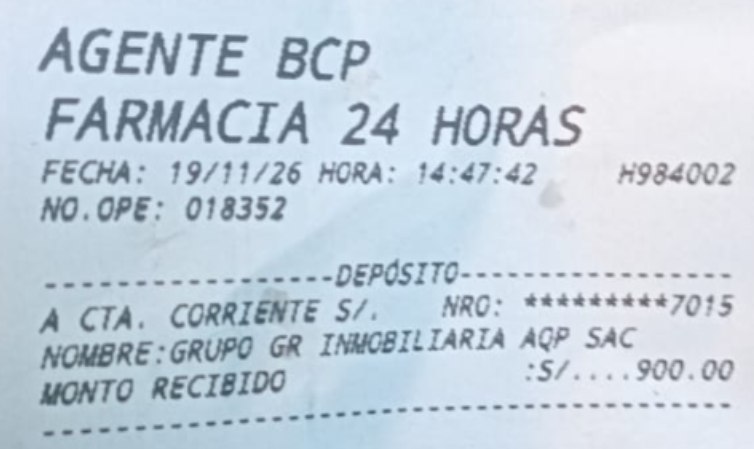 AGENTE BCP
FARMACIA 24 HORAS
FECHA: 19/11/26 HORA: 14:47:42 H984002
NO.OPE: 018352
-----------------DEPÓSITO-----------------
A CTA. CORRIENTE S/. NRO: *********7015
NOMBRE:GRUPO GR INMOBILIARIA AQP SAC
MONTO RECIBIDO :S/....900.00
------------------------------------------